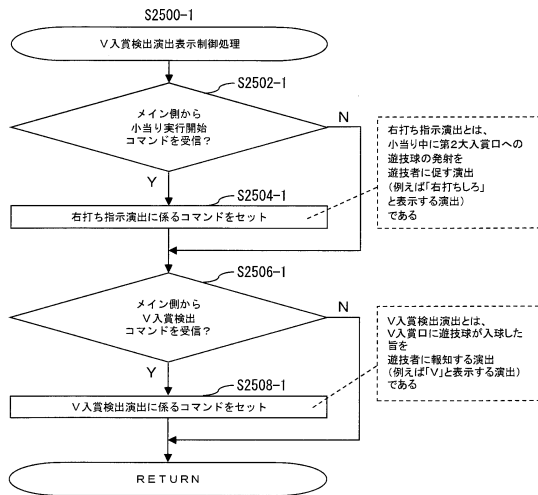 S2500-1
V入賞検出演出表示制御処理
S2502-1
メイン側から
小当り実行開始
コマンドを受信?
N
Y
S2504-1
右打ち指示演出に係るコマンドをセット
右打ち指示演出とは、
小当り中に第2大入賞口への
遊技球の発射を
遊技者に促す演出
(例えば「右打ちしろ」
と表示する演出)
である
S2506-1
メイン側から
V入賞検出
コマンドを受信?
N
Y
S2508-1
V入賞検出演出に係るコマンドをセット
V入賞検出演出とは、
V入賞口に遊技球が入球した
旨を
遊技者に報知する演出
(例えば「V」と表示する演出)
である
RETURN